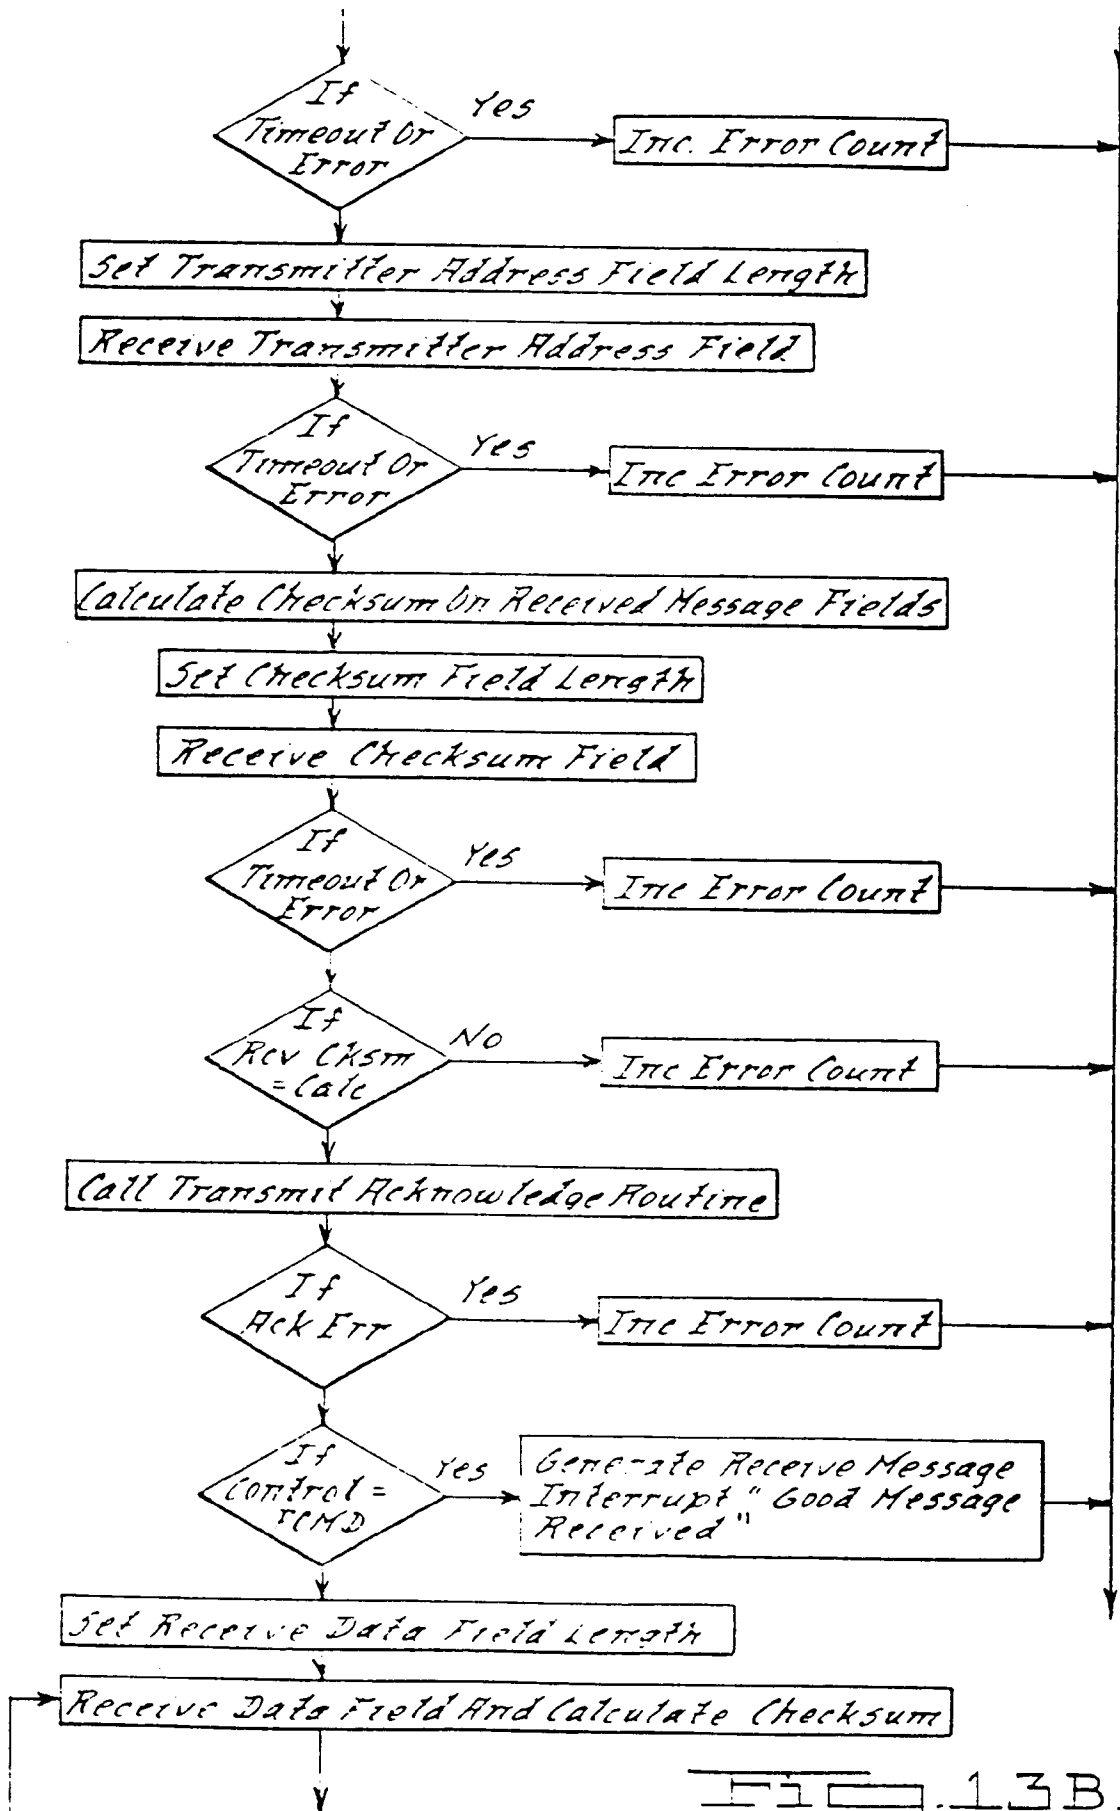 If
Timeout Or
Error
Yes
Inc. Error Count
Set Transmitter Address Field Length
Receive Transmitter Address Field
If
Timeout Or
Error
Yes
Inc Error Count
Calculate Checksum On Received Message Fields
Set Checksum Field Length
Receive Checksum Field
If
Timeout Or
Error
Yes
Inc Error Count
If
Rcv Cksm
= Calc
No
Inc Error Count
Call Transmit Acknowledge Routine
If
Ack Err
Yes
Inc Error Count
If
Control =
rCMD
Yes
Generate Receive Message
Interrupt "Good Message
Received"
Set Receive Data Field Length
Receive Data Field And Calculate Checksum
Fig. 13B